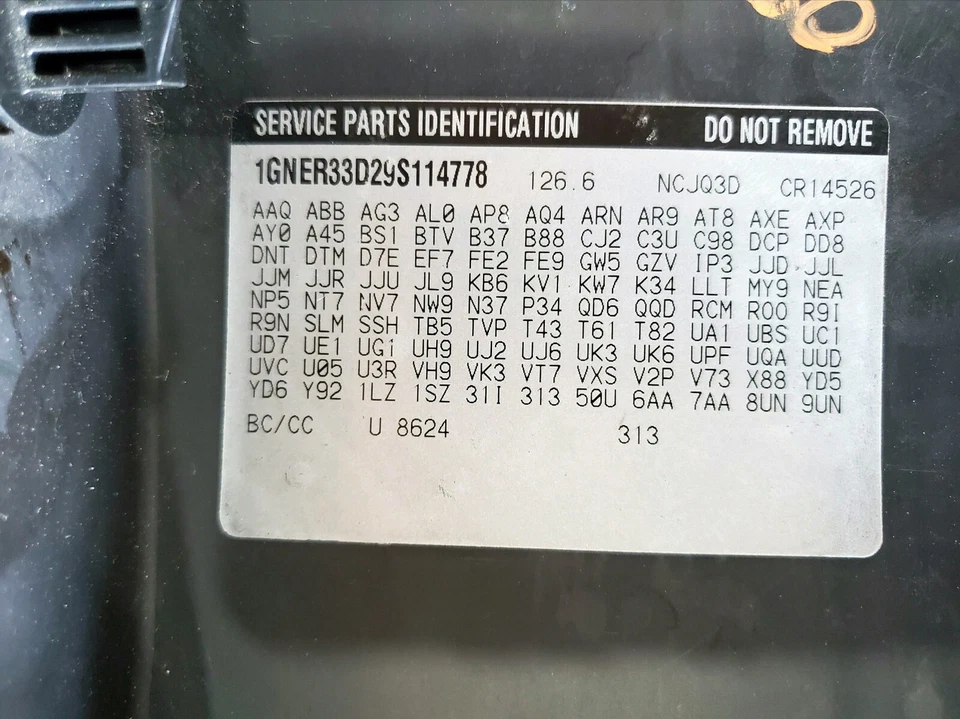 SERVICE PARTS IDENTIFICATION DO NOT REMOVE
1GNER33D29S114778 126.6 NCJQ3D CR14526
AAQ ABB AG3 AL0 AP8 AQ4 ARN AR9 AT8 AXE AXP
AY0 A45 BS1 BTV B37 B88 CJ2 C3U C98 DCP DD8
DNT DTM D7E EF7 FE2 FE9 GW5 GZV IP3 JJD JJL
JJM JJR JJU JL9 KB6 KV1 KW7 K34 LLT MY9 NEA
NP5 NT7 NV7 NW9 N37 P34 QD6 QQD RCM R00 R9I
R9N SLM SSH TB5 TVP T43 T61 T82 UA1 UBS UC1
UD7 UE1 UG1 UH9 UJ2 UJ6 UK3 UK6 UPF UQA UUD
UVC U05 U3R VH9 VK3 VT7 VXS V2P V73 X88 YD5
YD6 Y92 1LZ 1SZ 31I 313 50U 6AA 7AA 8UN 9UN
BC/CC U 8624 313